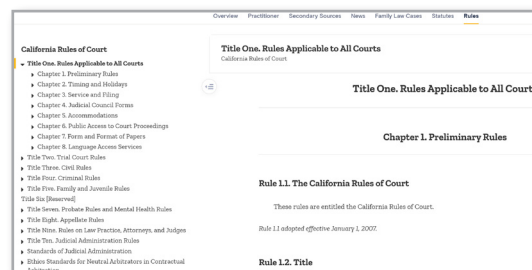 Overview Practitioner Secondary Sources News Family Law Cases Statutes Rules
California Rules of Court
Title One. Rules Applicable to All Courts
Chapter 1. Preliminary Rules
Chapter 2. Timing and Holidays
Chapter 3. Service and Filing
Chapter 4. Judicial Council Forms
Chapter 5. Accommodations
Chapter 6. Public Access to Court Proceedings
Chapter 7. Form and Format of Papers
Chapter 8. Language Access Services
Title Two. Trial Court Rules
Title Three. Civil Rules
Title Four. Criminal Rules
Title Five. Family and Juvenile Rules
Title Six [Reserved]
Title Seven. Probate Rules and Mental Health Rules
Title Eight. Appellate Rules
Title Nine. Rules on Law Practice, Attorneys, and Judges
Title Ten. Judicial Administration Rules
Standards of Judicial Administration
Ethics Standards for Neutral Arbitrators in Contractual
Arbitration
Title One. Rules Applicable to All Courts
California Rules of Court
Title One. Rules Applicable to All Court
Chapter 1. Preliminary Rules
Rule 1.1. The California Rules of Court
These rules are entitled the California Rules of Court.
Rule 1.1 adopted effective January 1, 2007.
Rule 1.2. Title